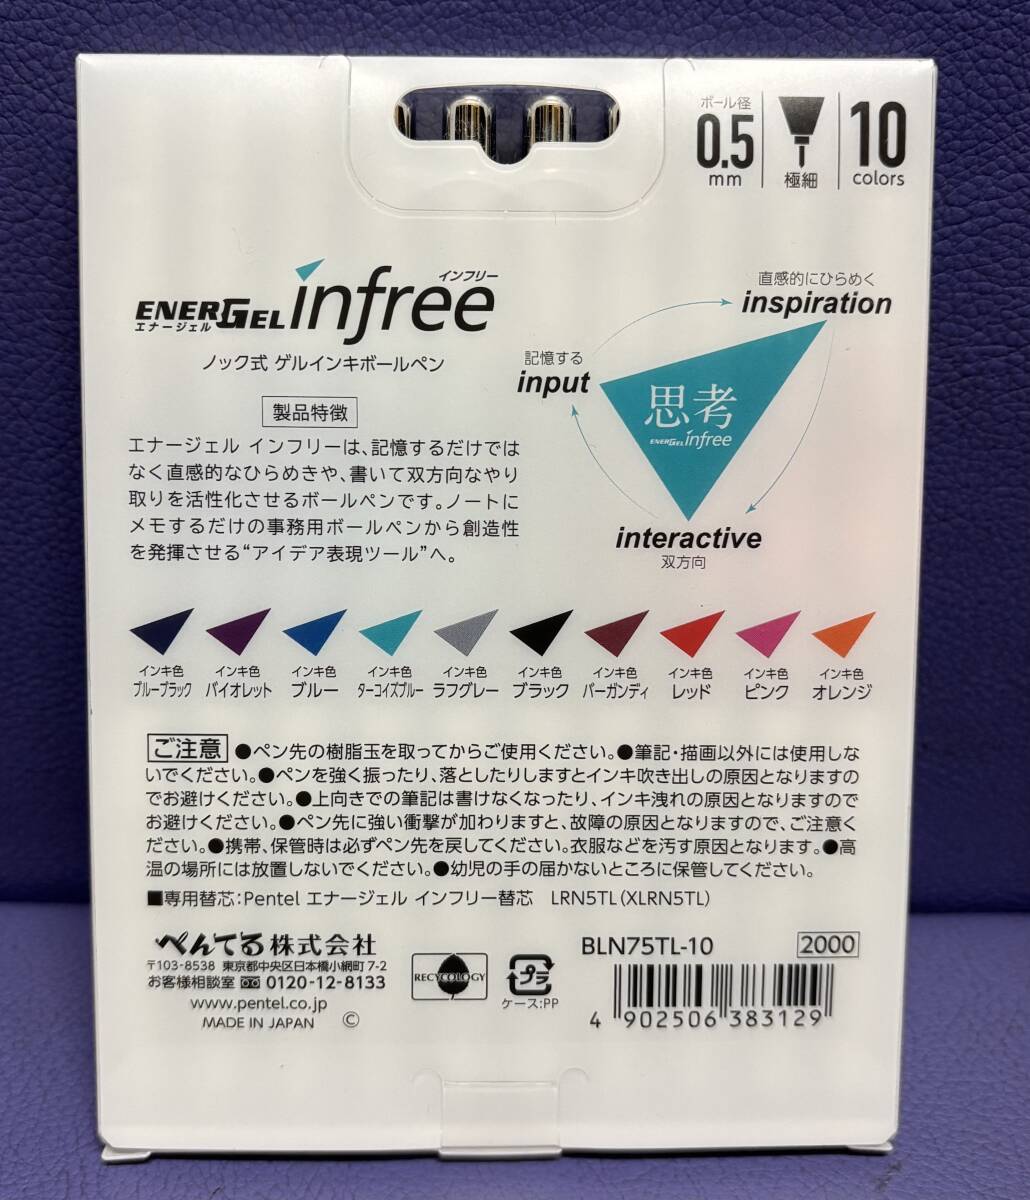 ボール径
0.5
mm
極細
10
colors
インフリー
ENERGEL infree
エナージェル
ノック式 ゲルインキボールペン
直感的にひらめく
inspiration
記憶する
input
思考
ENERGEL infree
interactive
双方向
製品特徴
エナージェル インフリーは、記憶するだけでは
なく直感的なひらめきや、書いて双方向なやり
取りを活性化させるボールペンです。ノートに
メモするだけの事務用ボールペンから創造性
を発揮させる“アイデア表現ツール”へ。
インキ色 インキ色 インキ色 インキ色 インキ色 インキ色 インキ色 インキ色 インキ色 インキ色
ブルーブラック バイオレット ブルー ターコイズブルー ラフグレー ブラック バーガンディ レッド ピンク オレンジ
ご注意 ●ペン先の樹脂玉を取ってからご使用ください。●筆記・描画以外には使用しな
いでください。●ペンを強く振ったり、落としたりしますとインキ吹き出しの原因となりますの
でお避けください。●上向きでの筆記は書けなくなったり、インキ洩れの原因となりますので
お避けください。●ペン先に強い衝撃が加わりますと、故障の原因となりますので、ご注意く
ださい。●携帯、保管時は必ずペン先を戻してください。衣服などを汚す原因となります。●高
温の場所には放置しないでください。●幼児の手の届かないところに保管してください。
■専用替芯：Pentel エナージェル インフリー替芯 LRN5TL（XLRN5TL）
ぺんてる株式会社
〒103-8538 東京都中央区日本橋小網町7-2
お客様相談室 0120-12-8133
www.pentel.co.jp
MADE IN JAPAN ©
RECYCOLOGY
プラ
ケース:PP
BLN75TL-10
2000
4 902506 383129